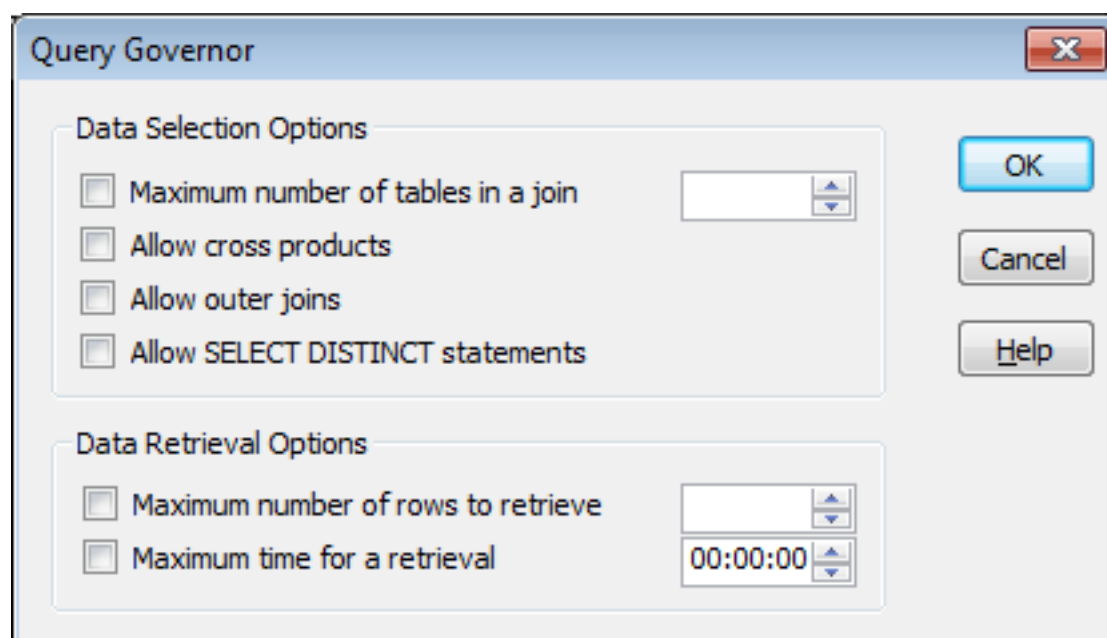 Query Governor
Data Selection Options
Maximum number of tables in a join
Allow cross products
Allow outer joins
Allow SELECT DISTINCT statements
OK
Cancel
Help
Data Retrieval Options
Maximum number of rows to retrieve
Maximum time for a retrieval 00:00:00